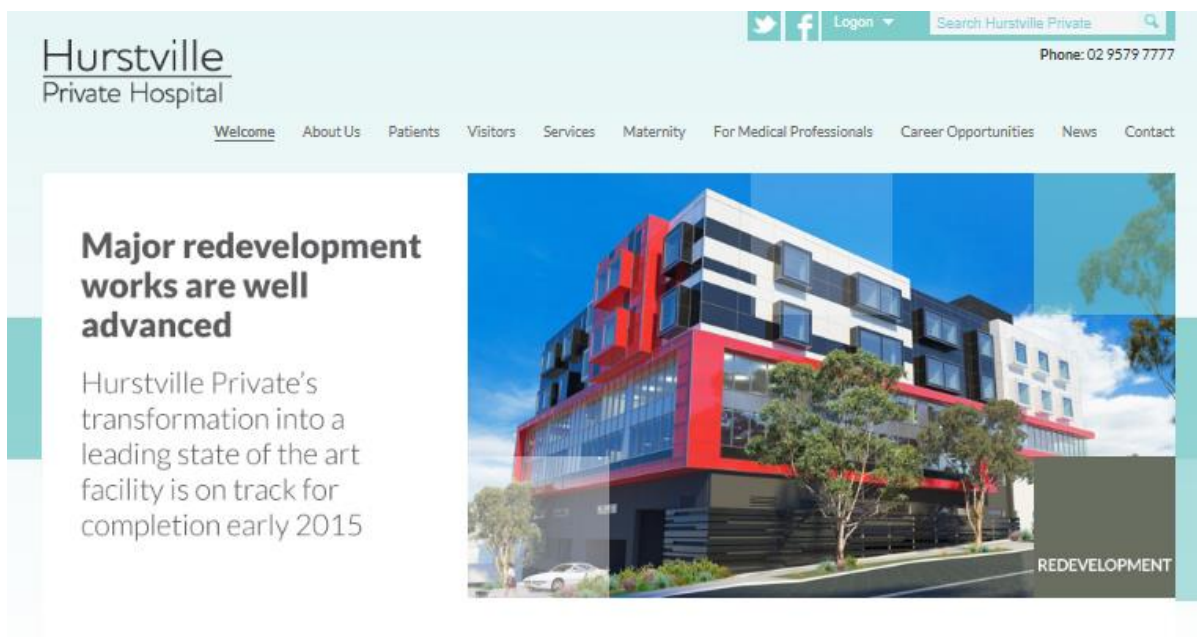 Logon
Search Hurstville Private
Phone: 02 9579 7777
Hurstville
Private Hospital
Welcome About Us Patients Visitors Services Maternity For Medical Professionals Career Opportunities News Contact
Major redevelopment
works are well
advanced
Hurstville Private’s
transformation into a
leading state of the art
facility is on track for
completion early 2015
REDEVELOPMENT